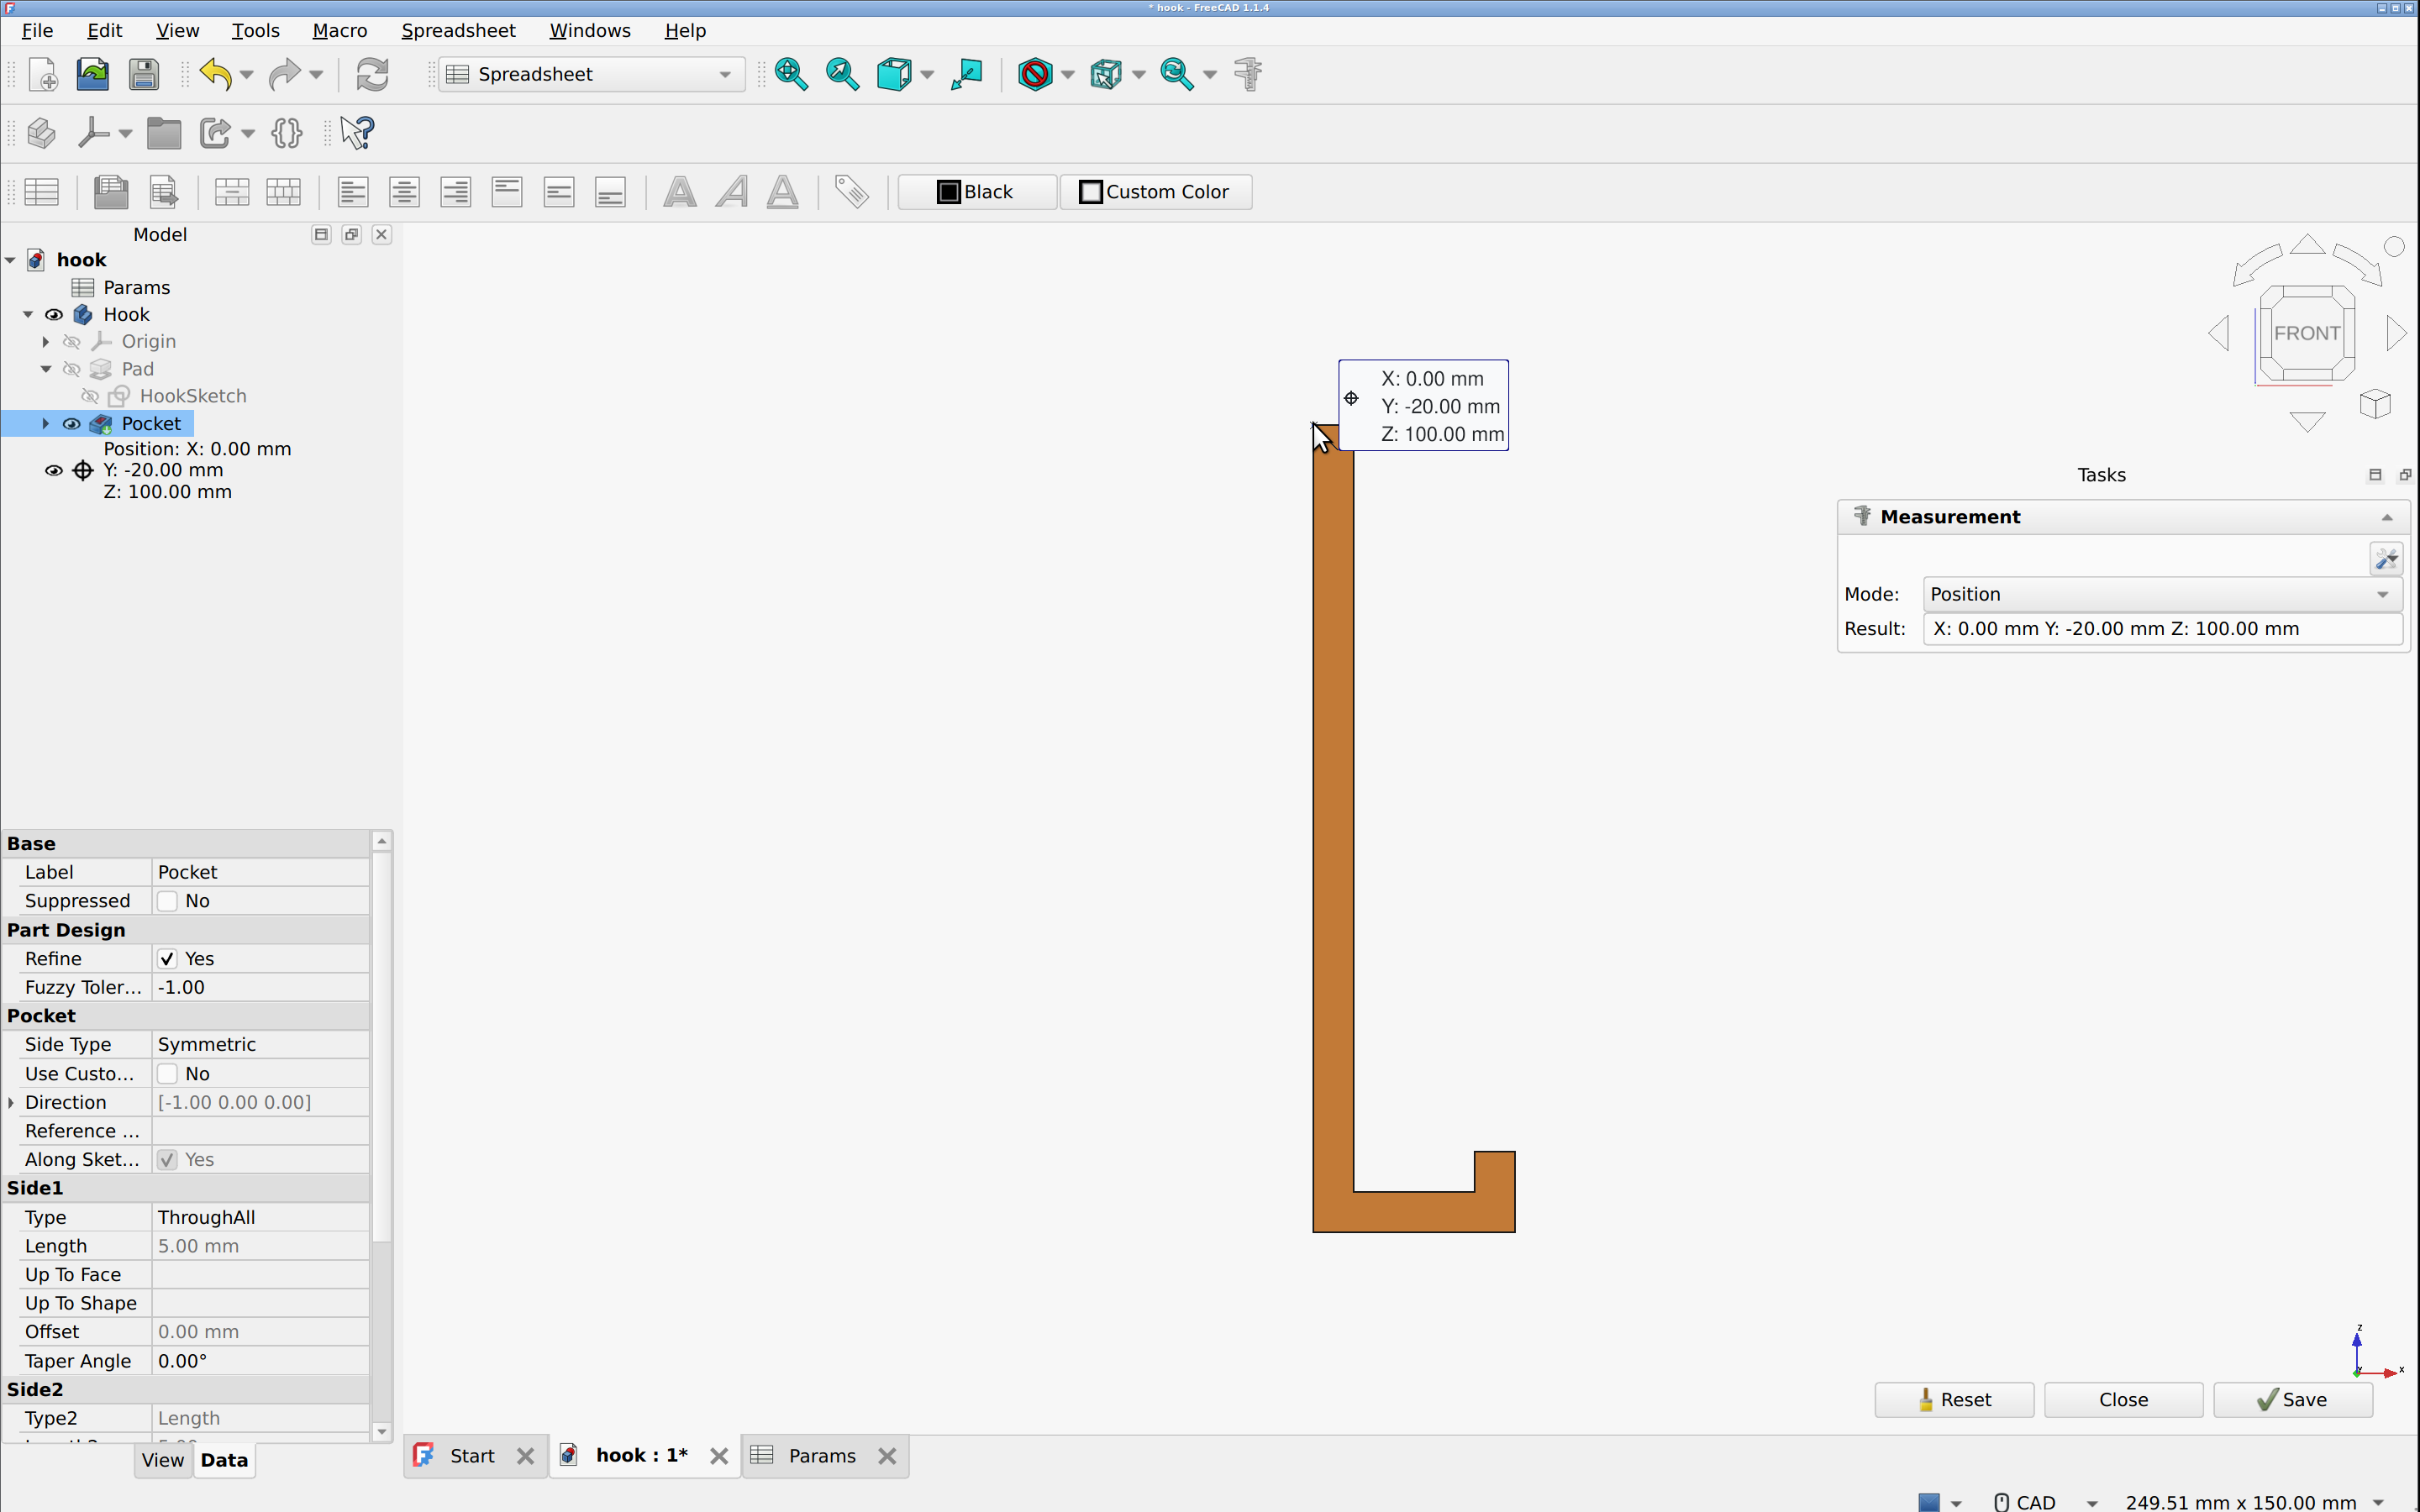 * hook - FreeCAD 1.1.4
File Edit View Tools Macro Spreadsheet Windows Help
Spreadsheet
Black Custom Color
Model
hook
Params
Hook
Origin
Pad
HookSketch
Pocket
Position: X: 0.00 mm
Y: -20.00 mm
Z: 100.00 mm
X: 0.00 mm
Y: -20.00 mm
Z: 100.00 mm
FRONT
Tasks
Measurement
Mode: Position
Result: X: 0.00 mm Y: -20.00 mm Z: 100.00 mm
Base
Label Pocket
Suppressed No
Part Design
Refine Yes
Fuzzy Toler... -1.00
Pocket
Side Type Symmetric
Use Custo... No
Direction [-1.00 0.00 0.00]
Reference ...
Along Sket... Yes
Side1
Type ThroughAll
Length 5.00 mm
Up To Face
Up To Shape
Offset 0.00 mm
Taper Angle 0.00°
Side2
Type2 Length
z
x
Reset Close Save
View Data
Start hook : 1* Params
CAD 249.51 mm x 150.00 mm